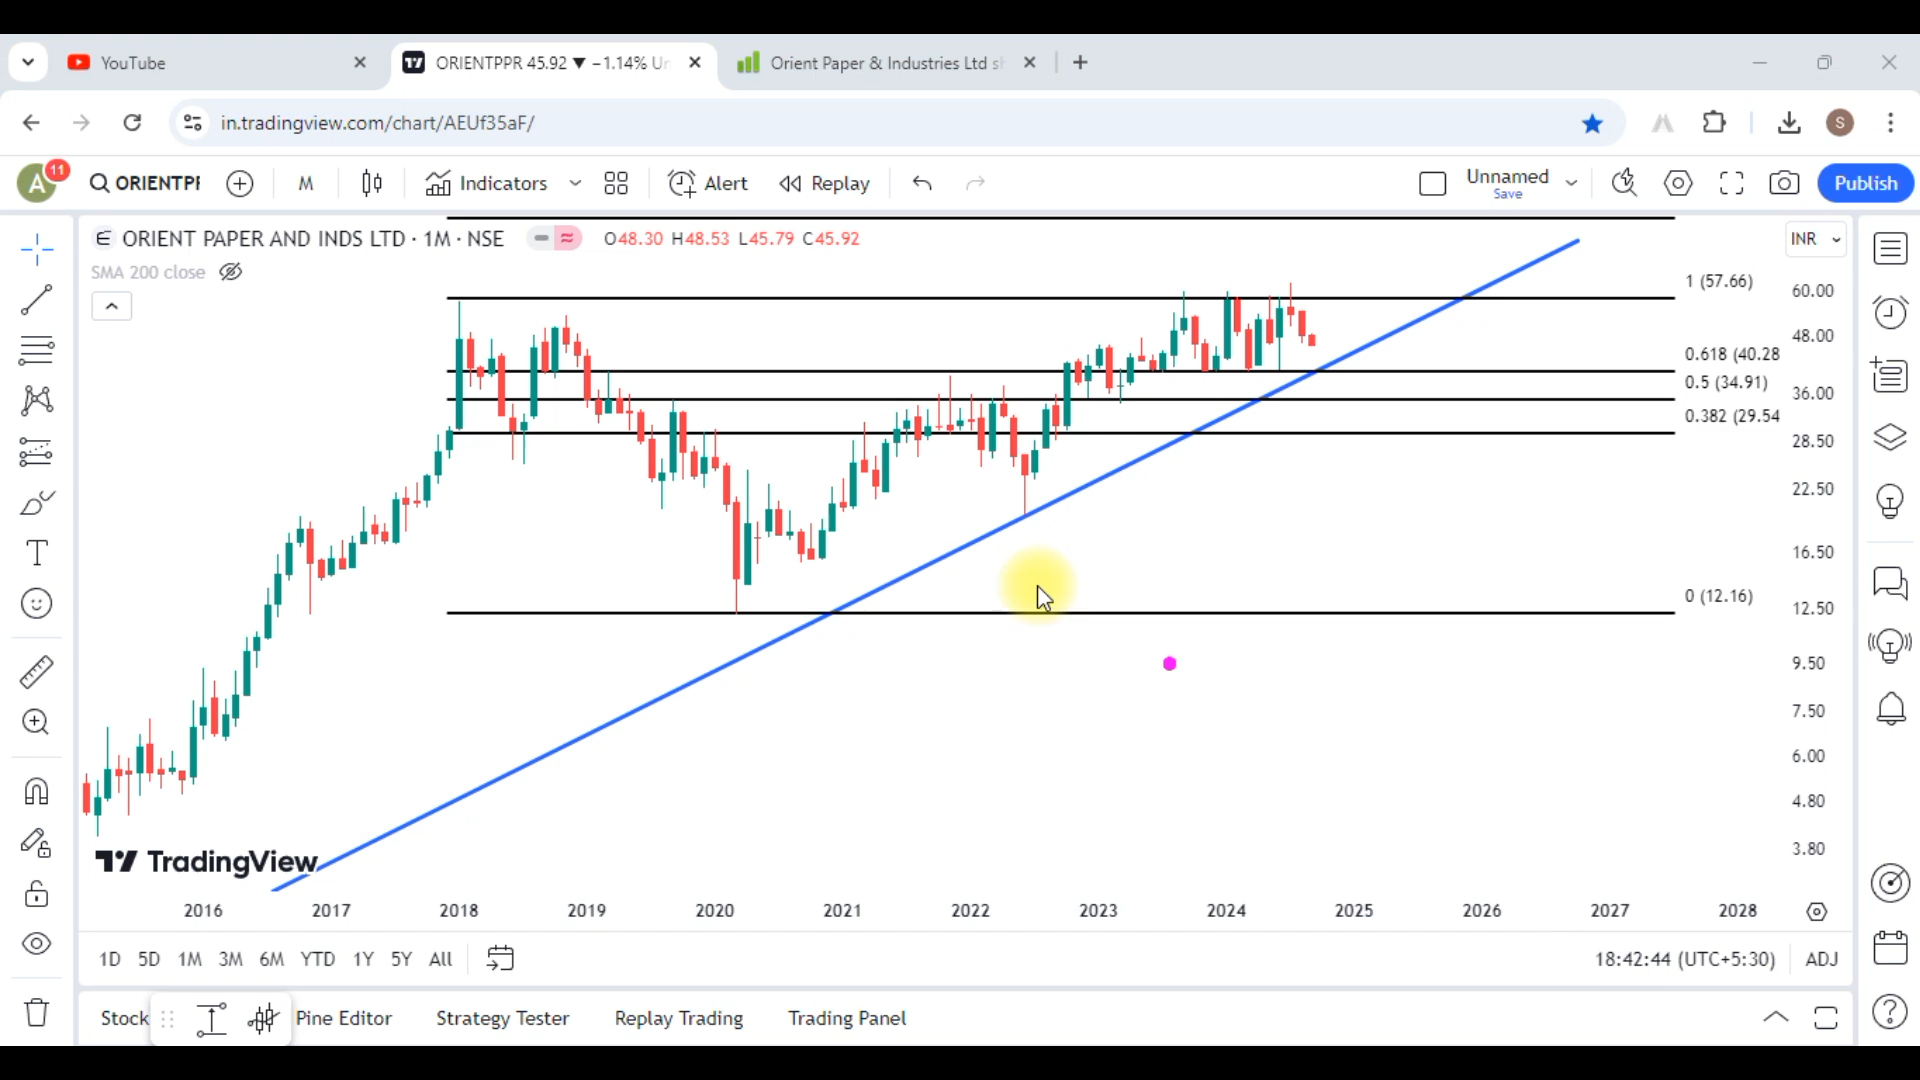 YouTube
ORIENTPPR 45.92 ▼ −1.14% Un
Orient Paper & Industries Ltd sh
in.tradingview.com/chart/AEUf35aF/
S
A
11
ORIENTPF
M
Indicators
Alert
Replay
Unnamed
Save
Publish
ORIENT PAPER AND INDS LTD · 1M · NSE
O48.30 H48.53 L45.79 C45.92
INR
SMA 200 close
1 (57.66)
0.618 (40.28
0.5 (34.91)
0.382 (29.54
0 (12.16)
60.00
48.00
36.00
28.50
22.50
16.50
12.50
9.50
7.50
6.00
4.80
3.80
TradingView
2016 2017 2018 2019 2020 2021 2022 2023 2024 2025 2026 2027 2028
1D 5D 1M 3M 6M YTD 1Y 5Y All
18:42:44 (UTC+5:30) ADJ
Stock
Pine Editor
Strategy Tester
Replay Trading
Trading Panel